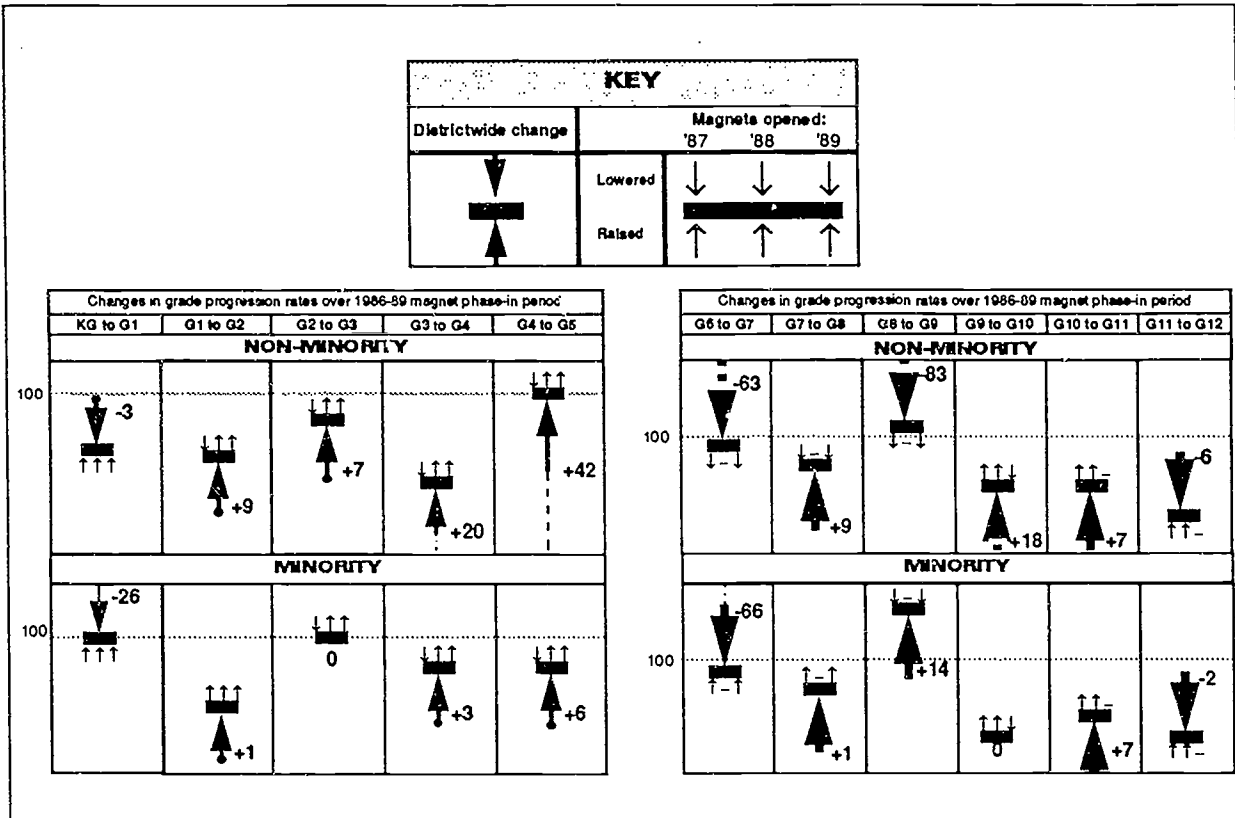 KEY
Districtwide change
Magnets opened:
'87 '88 '89
Lowered
Raised
Changes in grade progression rates over 1986-89 magnet phase-in period
KG to G1 G1 to G2 G2 to G3 G3 to G4 G4 to G5
NON-MINORITY
100
-3
+9
+7
+20
+42
MINORITY
-26
100
+1
0
+3
+6
Changes in grade progression rates over 1986-89 magnet phase-in period
G6 to G7 G7 to G8 G8 to G9 G9 to G10 G10 to G11 G11 to G12
NON-MINORITY
-63
-83
100
-6
+9
+18
+7
MINORITY
-66
100
+14
-2
+1
0
+7